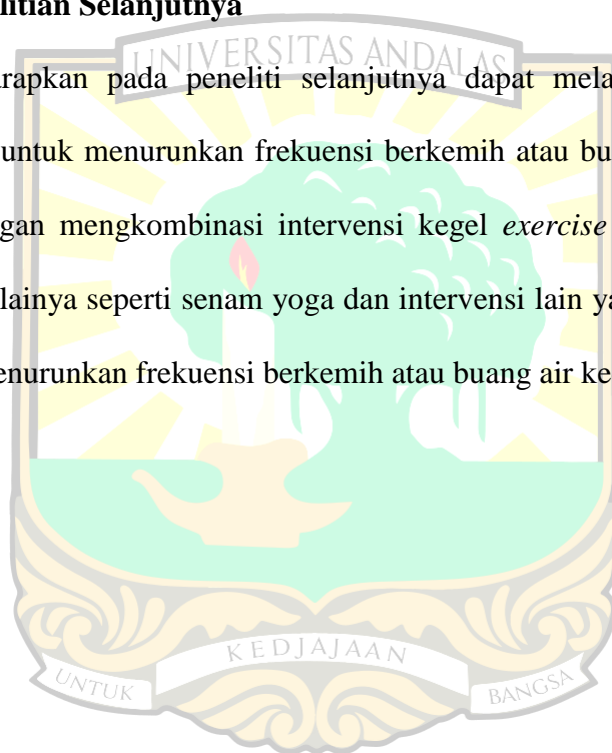 litian Selanjutnya
UNIVERSITAS ANDALAS
arapkan pada peneliti selanjutnya dapat mela
untuk menurunkan frekuensi berkemih atau bu
gan mengkombinasi intervensi kegel exercise
lainya seperti senam yoga dan intervensi lain ya
enurunkan frekuensi berkemih atau buang air ke
KEDJAJAAN
UNTUK BANGSA